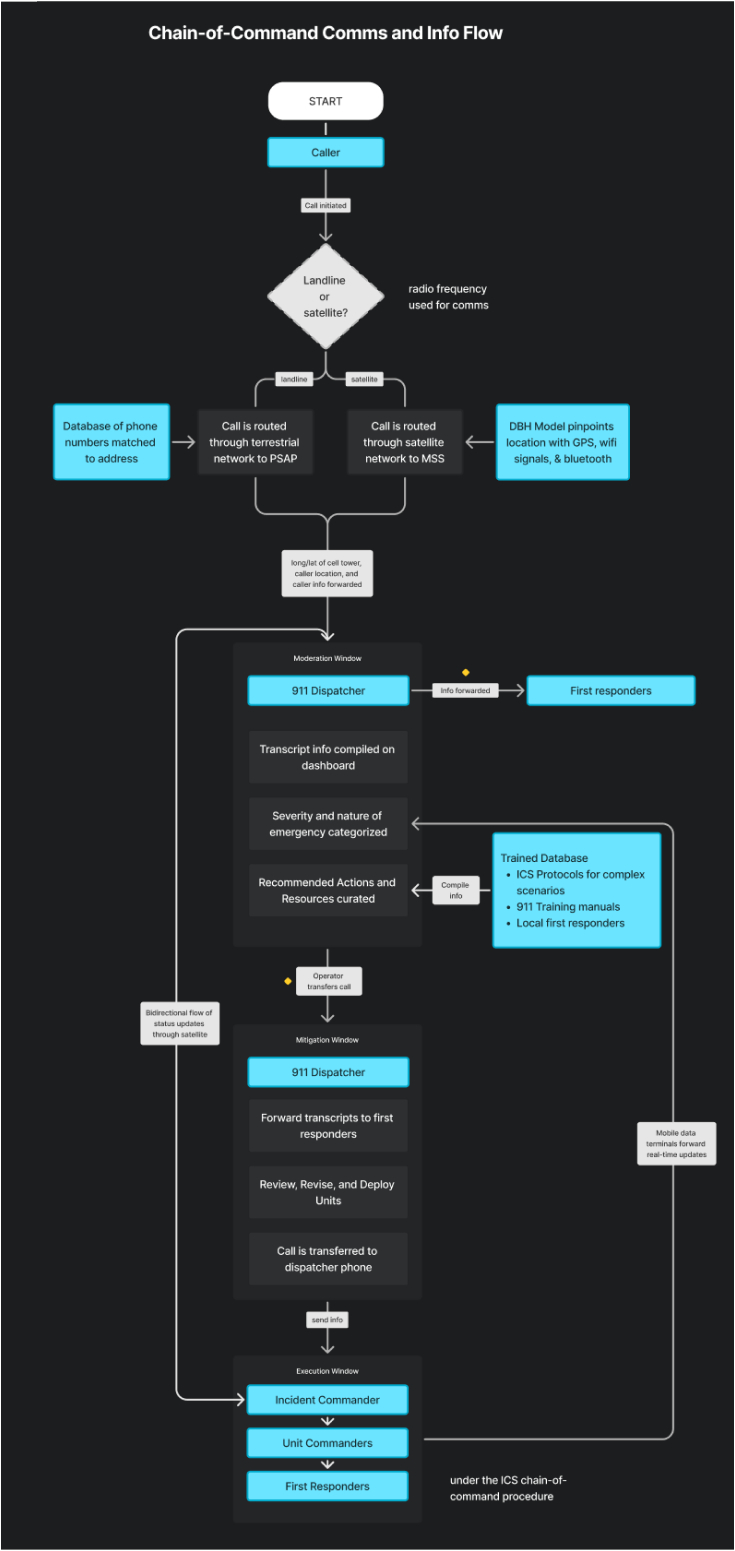 Chain-of-Command Comms and Info Flow
START
Caller
Call initiated
Landline
or
satellite?
radio frequency
used for comms
landline
satellite
Database of phone
numbers matched
to address
Call is routed
through terrestrial
network to PSAP
Call is routed
through satellite
network to MSS
DBH Model pinpoints
location with GPS, wifi
signals, & bluetooth
long/lat of cell tower,
caller location, and
caller info forwarded
Moderation Window
911 Dispatcher
Info forwarded
First responders
Transcript info compiled on
dashboard
Severity and nature of
emergency categorized
Recommended Actions and
Resources curated
Compile
info
Trained Database
• ICS Protocols for complex
scenarios
• 911 Training manuals
• Local first responders
Operator
transfers call
Bidirectional flow of
status updates
through satellite
Mitigation Window
911 Dispatcher
Forward transcripts to first
responders
Review, Revise, and Deploy
Units
Call is transferred to
dispatcher phone
Mobile data
terminals forward
real-time updates
send info
Execution Window
Incident Commander
Unit Commanders
First Responders
under the ICS chain-of-
command procedure